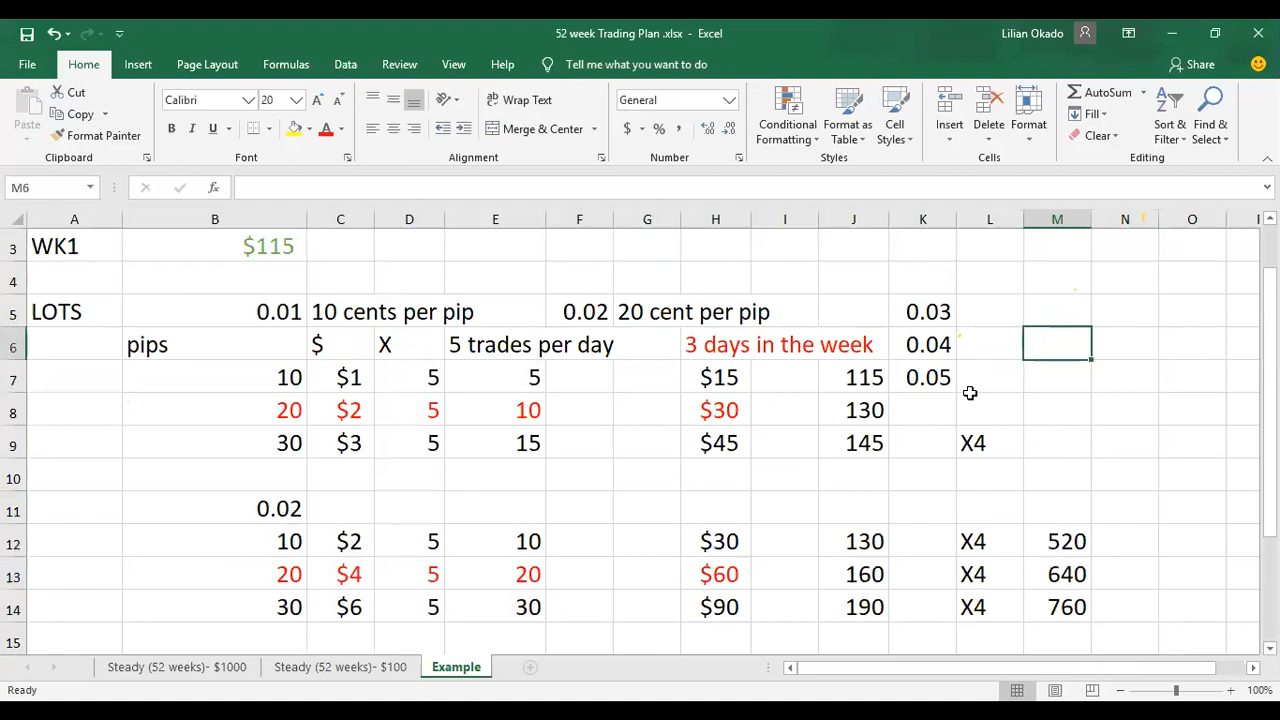 52 week Trading Plan .xlsx - Excel
Lilian Okado
File Home Insert Page Layout Formulas Data Review View Help Tell me what you want to do Share
Paste
Cut
Copy
Format Painter
Clipboard
Calibri 20
B I U
Font
Wrap Text
Merge & Center
Alignment
General
$ % ,
Number
Conditional Formatting
Format as Table
Cell Styles
Styles
Insert
Delete
Format
Cells
AutoSum
Fill
Clear
Sort & Filter
Find & Select
Editing
M6
fx
A B C D E F G H I J K L M N O
3 WK1 $115
4
5 LOTS 0.01 10 cents per pip 0.02 20 cent per pip 0.03
6 pips $ X 5 trades per day 3 days in the week 0.04
7 10 $1 5 5 $15 115 0.05
8 20 $2 5 10 $30 130
9 30 $3 5 15 $45 145 X4
10
11 0.02
12 10 $2 5 10 $30 130 X4 520
13 20 $4 5 20 $60 160 X4 640
14 30 $6 5 30 $90 190 X4 760
15
Steady (52 weeks)- $1000 Steady (52 weeks)- $100 Example
Ready
100%